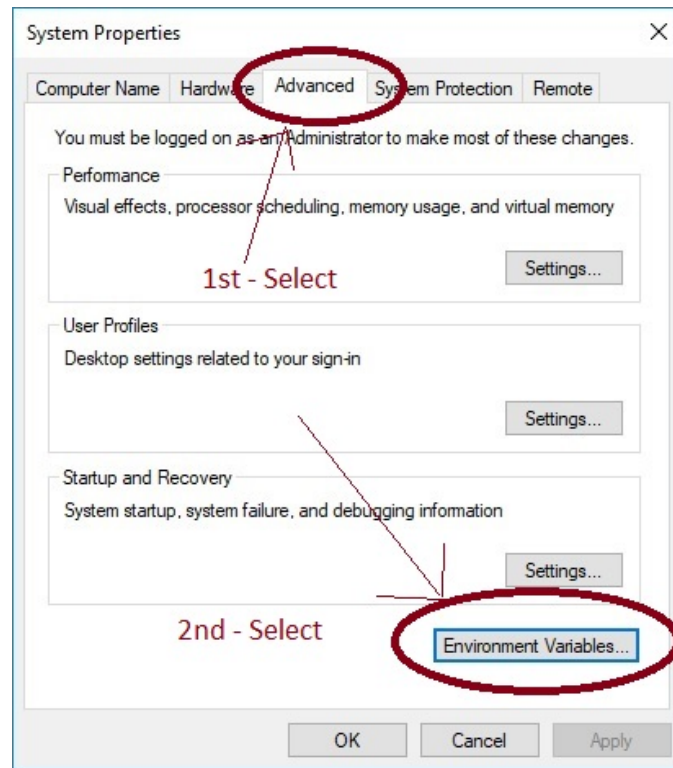 System Properties
Computer Name Hardware Advanced System Protection Remote
You must be logged on as an Administrator to make most of these changes.
Performance
Visual effects, processor scheduling, memory usage, and virtual memory
1st - Select
Settings...
User Profiles
Desktop settings related to your sign-in
Settings...
Startup and Recovery
System startup, system failure, and debugging information
Settings...
2nd - Select
Environment Variables...
OK Cancel Apply